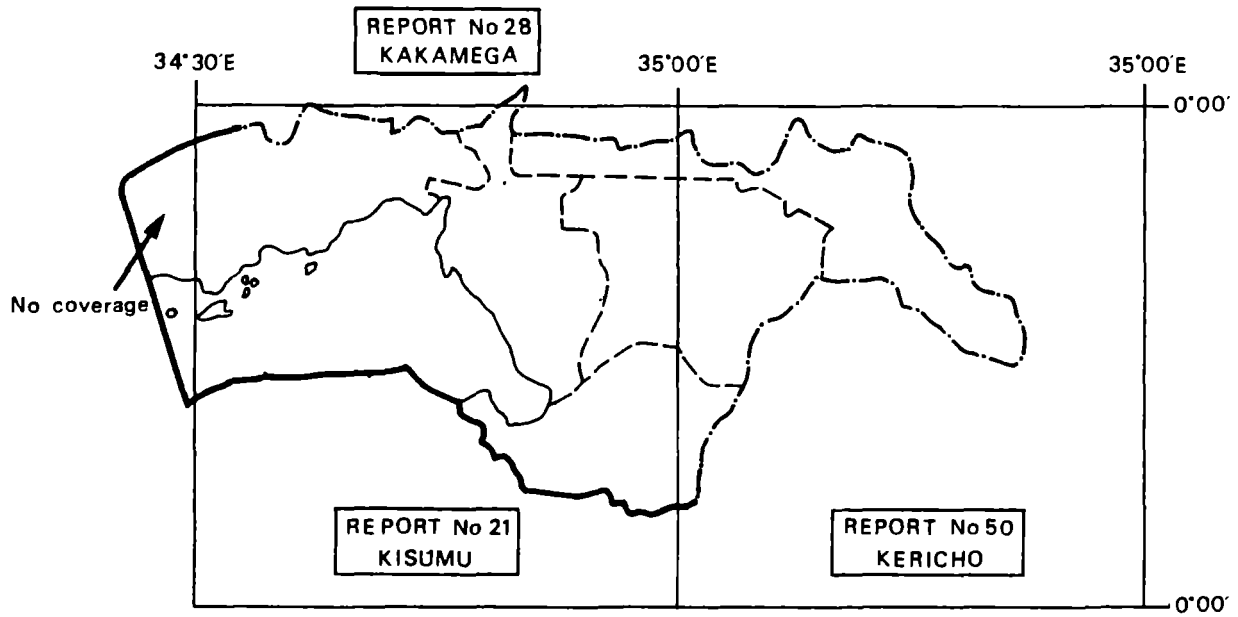 REPORT No 28
KAKAMEGA
34°30'E
35°00'E
35°00'E
0°00'
No coverage
REPORT No 21
KISUMU
REPORT No 50
KERICHO
0°00'